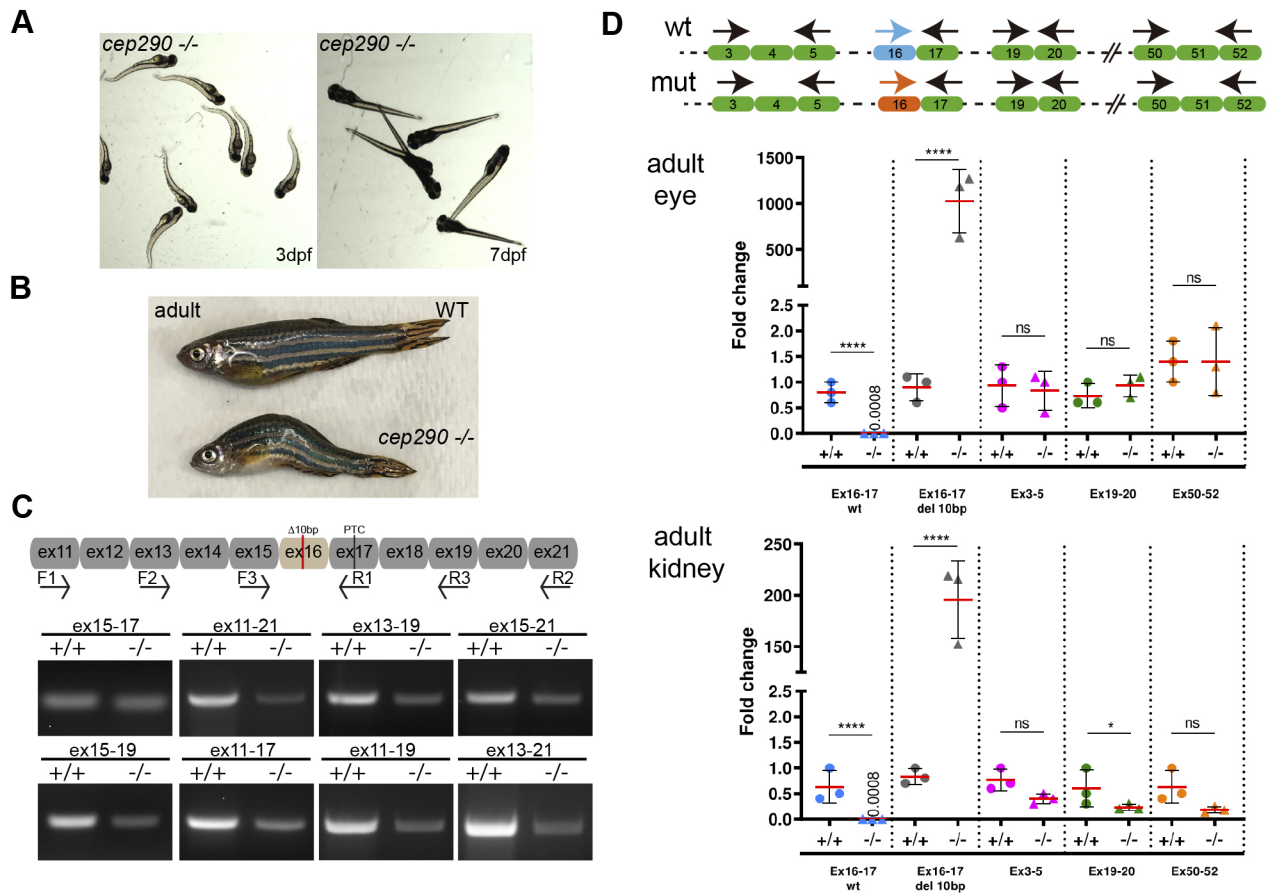 A
cep290 -/-
cep290 -/-
3dpf
7dpf
B
adult
WT
cep290 -/-
C
Δ10bp
PTC
ex11 ex12 ex13 ex14 ex15 ex16 ex17 ex18 ex19 ex20 ex21
F1 F2 F3 R1 R3 R2
ex15-17 ex11-21 ex13-19 ex15-21
+/+ -/- +/+ -/- +/+ -/- +/+ -/-
ex15-19 ex11-17 ex11-19 ex13-21
+/+ -/- +/+ -/- +/+ -/- +/+ -/-
D
wt
3 4 5 16 17 19 20 // 50 51 52
mut
3 4 5 16 17 19 20 // 50 51 52
adult
eye
Fold change
1500
1000
500
2.5
2.0
1.5
1.0
0.5
0.0
**** **** ns ns ns
0.0008
+/+ -/- +/+ -/- +/+ -/- +/+ -/- +/+ -/-
Ex16-17 Ex16-17 Ex3-5 Ex19-20 Ex50-52
wt del 10bp
adult
kidney
Fold change
250
200
150
2.5
2.0
1.5
1.0
0.5
0.0
**** **** ns * ns
0.0008
+/+ -/- +/+ -/- +/+ -/- +/+ -/- +/+ -/-
Ex16-17 Ex16-17 Ex3-5 Ex19-20 Ex50-52
wt del 10bp